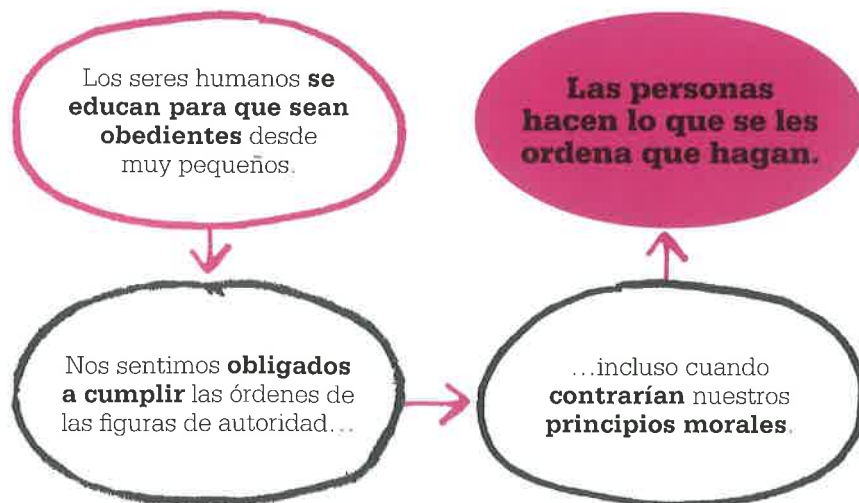 Los seres humanos se
educan para que sean
obedientes desde
muy pequeños.
Nos sentimos obligados
a cumplir las órdenes de
las figuras de autoridad...
...incluso cuando
contrarían nuestros
principios morales.
Las personas
hacen lo que se les
ordena que hagan.